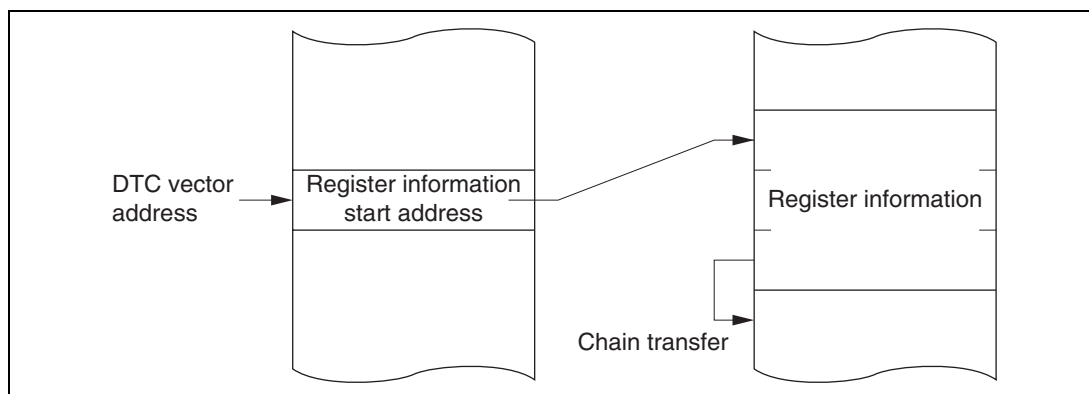 DTC vector
address
Register information
start address
Register information
Chain transfer